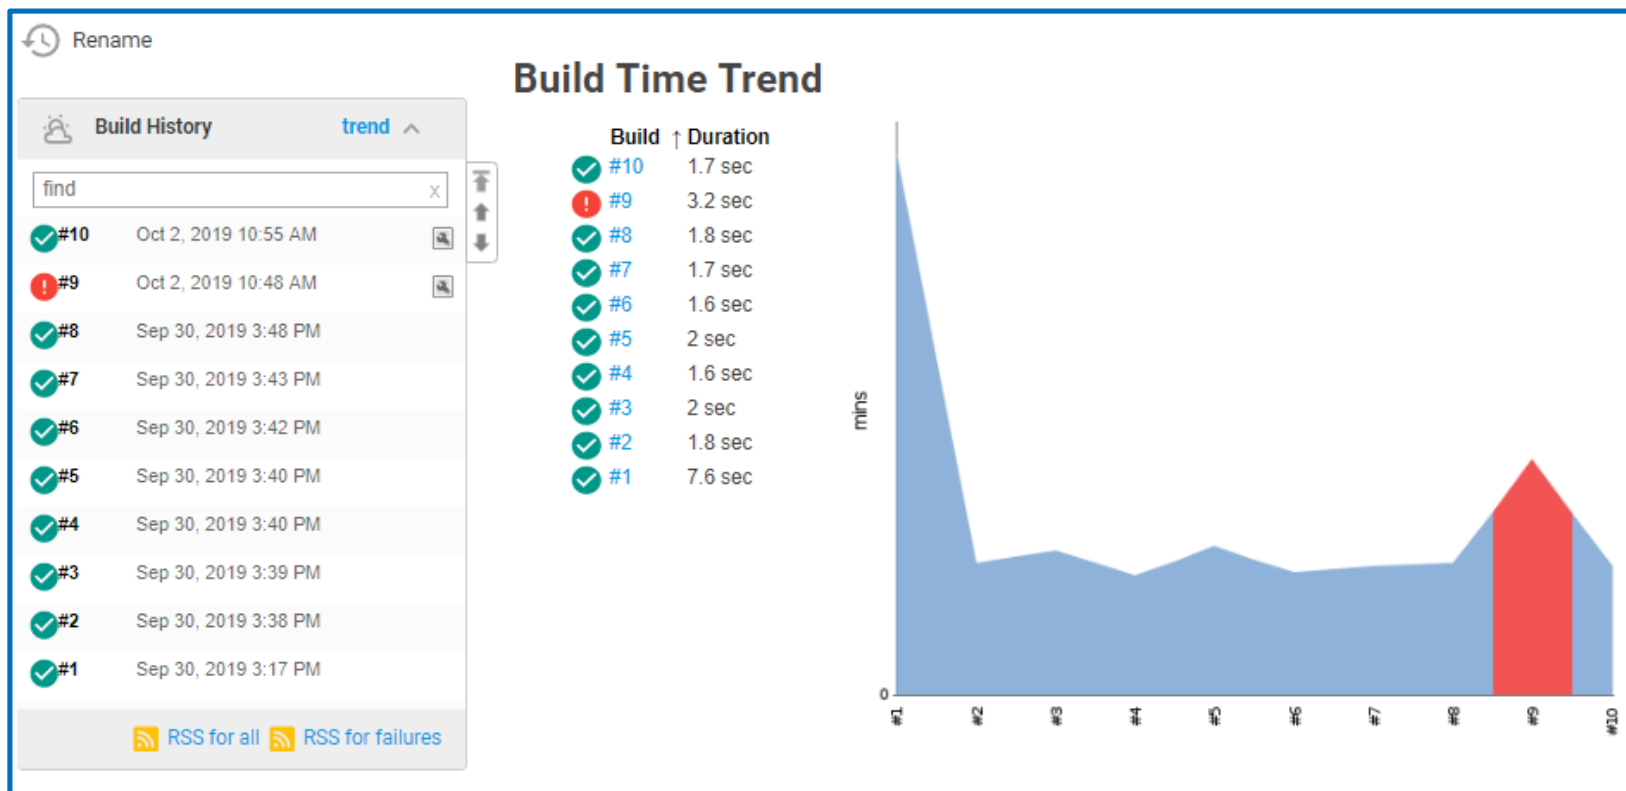 Rename
Build History trend
find x
#10 Oct 2, 2019 10:55 AM
#9 Oct 2, 2019 10:48 AM
#8 Sep 30, 2019 3:48 PM
#7 Sep 30, 2019 3:43 PM
#6 Sep 30, 2019 3:42 PM
#5 Sep 30, 2019 3:40 PM
#4 Sep 30, 2019 3:40 PM
#3 Sep 30, 2019 3:39 PM
#2 Sep 30, 2019 3:38 PM
#1 Sep 30, 2019 3:17 PM
RSS for all RSS for failures
Build Time Trend
Build ↑ Duration
#10 1.7 sec
#9 3.2 sec
#8 1.8 sec
#7 1.7 sec
#6 1.6 sec
#5 2 sec
#4 1.6 sec
#3 2 sec
#2 1.8 sec
#1 7.6 sec
mins
0
#1 #2 #3 #4 #5 #6 #7 #8 #9 #10